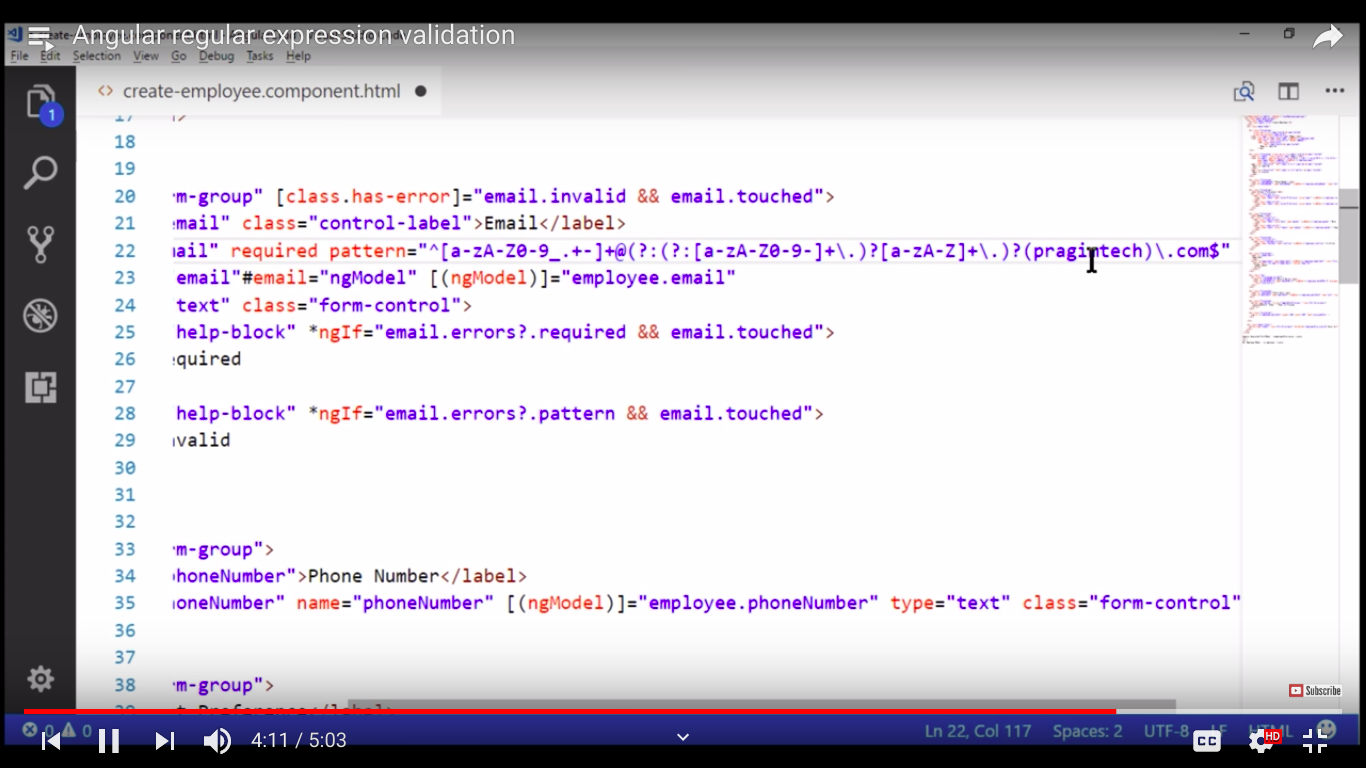 Angular regular expression validation
File Edit Selection View Go Debug Tasks Help
<> create-employee.component.html
1
17
18
19
20 m-group" [class.has-error]="email.invalid && email.touched">
21 mail" class="control-label">Email</label>
22 mail" required pattern="^[a-zA-Z0-9_.+-]+@(?:(?:[a-zA-Z0-9-]+\.)?[a-zA-Z]+\.)?(pragimtech)\.com$"
23 email"#email="ngModel" [(ngModel)]="employee.email"
24 text" class="form-control">
25 help-block" *ngIf="email.errors?.required && email.touched">
26 equired
27
28 help-block" *ngIf="email.errors?.pattern && email.touched">
29 nvalid
30
31
32
33 m-group">
34 phoneNumber">Phone Number</label>
35 honeNumber" name="phoneNumber" [(ngModel)]="employee.phoneNumber" type="text" class="form-control"
36
37
38 m-group">
39 t Preference</label>
Subscribe
0 0 Ln 22, Col 117 Spaces: 2 UTF-8 LF HTML
4:11 / 5:03
CC HD